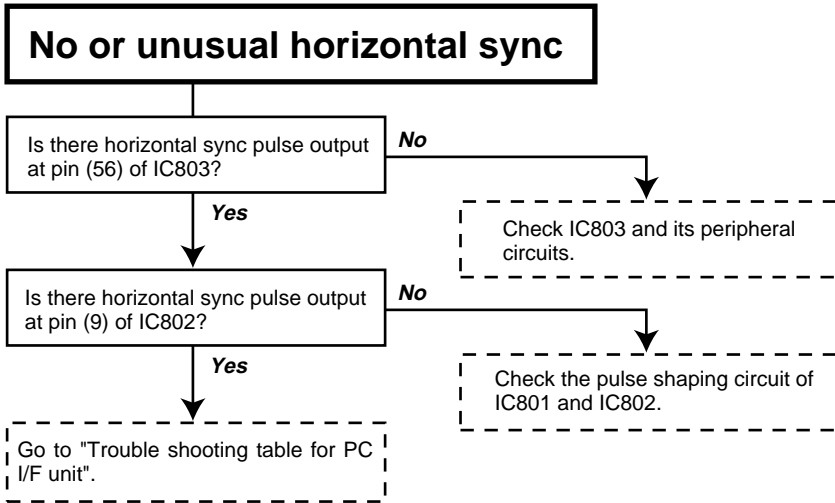 No or unusual horizontal sync
Is there horizontal sync pulse output
at pin (56) of IC803?
No
Yes
Check IC803 and its peripheral
circuits.
Is there horizontal sync pulse output
at pin (9) of IC802?
No
Yes
Check the pulse shaping circuit of
IC801 and IC802.
Go to "Trouble shooting table for PC
I/F unit".